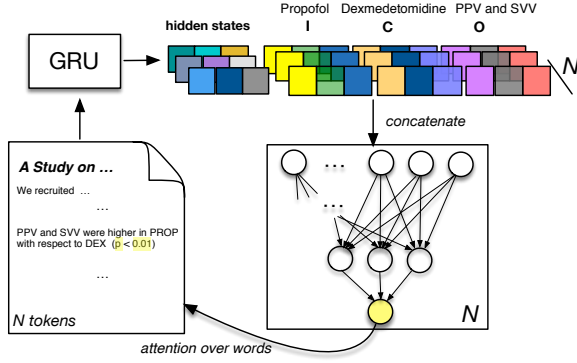 Propofol Dexmedetomidine PPV and SVV
hidden states I C O
GRU
N
concatenate
A Study on ...
We recruited ...
...
PPV and SVV were higher in PROP
with respect to DEX (p < 0.01)
...
N tokens
...
...
N
attention over words